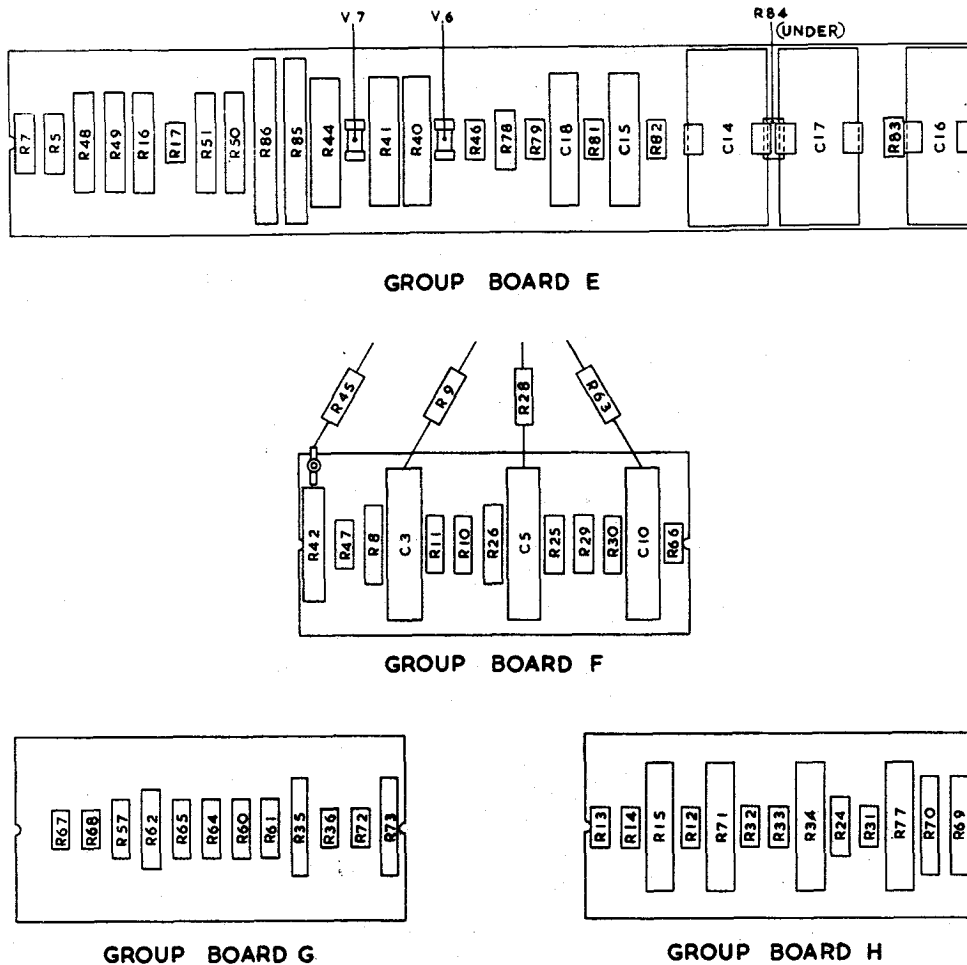 V.7 V.6 R84
(UNDER)
R7 R5 R48 R49 R16 R17 R51 R50 R86 R85 R44 R41 R40 R46 R78 R79 C18 R81 C15 R82 C14 C17 R83 C16
GROUP BOARD E
R45 R9 R28 R63
R42 R47 R8 C3 R11 R10 R26 C5 R25 R29 R30 C10 R66
GROUP BOARD F
R67 R68 R57 R62 R65 R64 R60 R61 R35 R36 R72 R73
GROUP BOARD G
R13 R14 R15 R12 R71 R32 R33 R34 R24 R31 R77 R70 R69
GROUP BOARD H